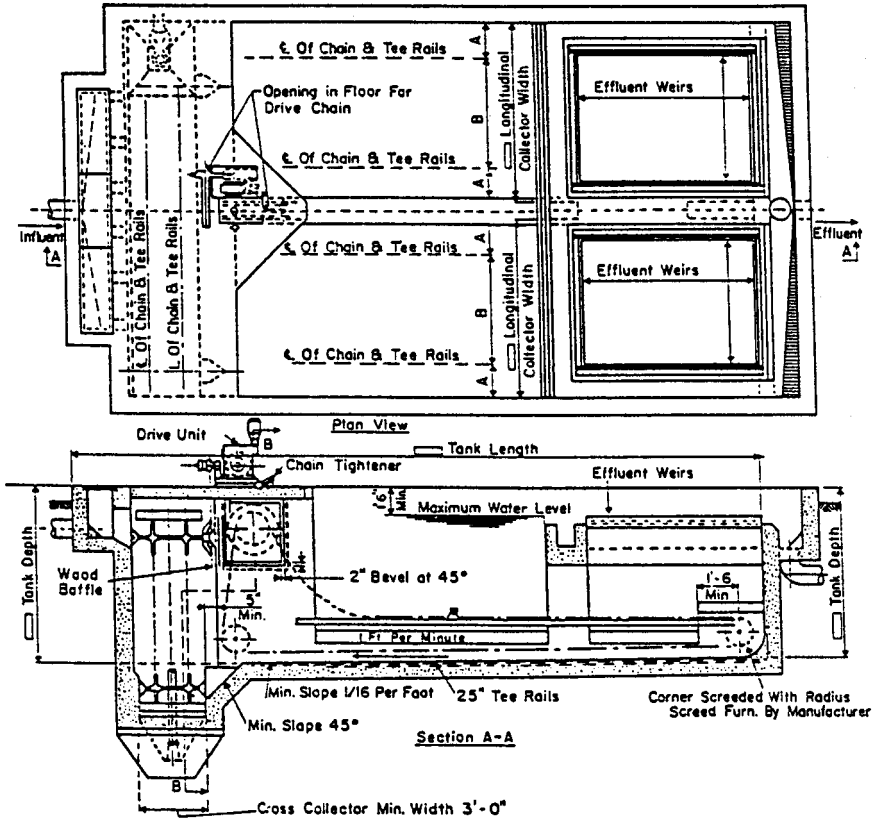 ℄ Of Chain & Tee Rails
A
Opening in Floor For
Drive Chain
Effluent Weirs
B
Longitudinal
Collector Width
℄ Of Chain & Tee Rails
A
Influent
A
℄ Of Chain & Tee Rails
L Of Chain & Tee Rails
1
Effluent
A
A
℄ Of Chain & Tee Rails
Effluent Weirs
B
Longitudinal
Collector Width
℄ Of Chain & Tee Rails
A
Plan View
Drive Unit
B
Tank Length
Chain Tightener
Effluent Weirs
Min.
Maximum Water Level
Tank Depth
Wood
Baffle
2" Bevel at 45°
5"
Min.
1'-6
Min
Tank Depth
1 Ft Per Minute
Min. Slope 1/16 Per Foot
25" Tee Rails
Corner Screeded With Radius
Screed Furn. By Manufacturer
Min. Slope 45°
Section A-A
B
Cross Collector Min. Width 3'-0"